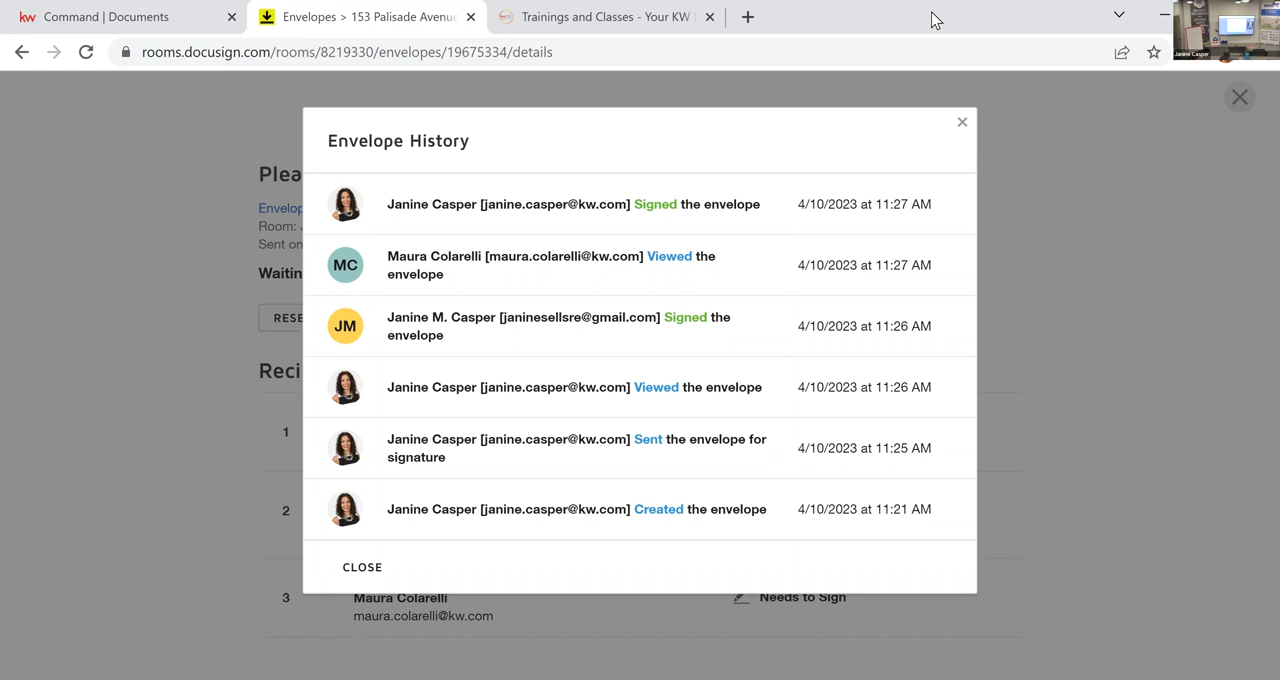 kw Command | Documents
Envelopes > 153 Palisade Avenue
Trainings and Classes - Your KW
rooms.docusign.com/rooms/8219330/envelopes/19675334/details
Janine Casper
Plea
Envelop
Room:
Sent on
Waitin
RESE
Reci
Envelope History
Janine Casper [janine.casper@kw.com] Signed the envelope 4/10/2023 at 11:27 AM
MC
Maura Colarelli [maura.colarelli@kw.com] Viewed the
envelope
4/10/2023 at 11:27 AM
JM
Janine M. Casper [janinesellsre@gmail.com] Signed the
envelope
4/10/2023 at 11:26 AM
Janine Casper [janine.casper@kw.com] Viewed the envelope 4/10/2023 at 11:26 AM
Janine Casper [janine.casper@kw.com] Sent the envelope for
signature
4/10/2023 at 11:25 AM
Janine Casper [janine.casper@kw.com] Created the envelope 4/10/2023 at 11:21 AM
CLOSE
1
2
3
Maura Colarelli
maura.colarelli@kw.com
Needs to Sign